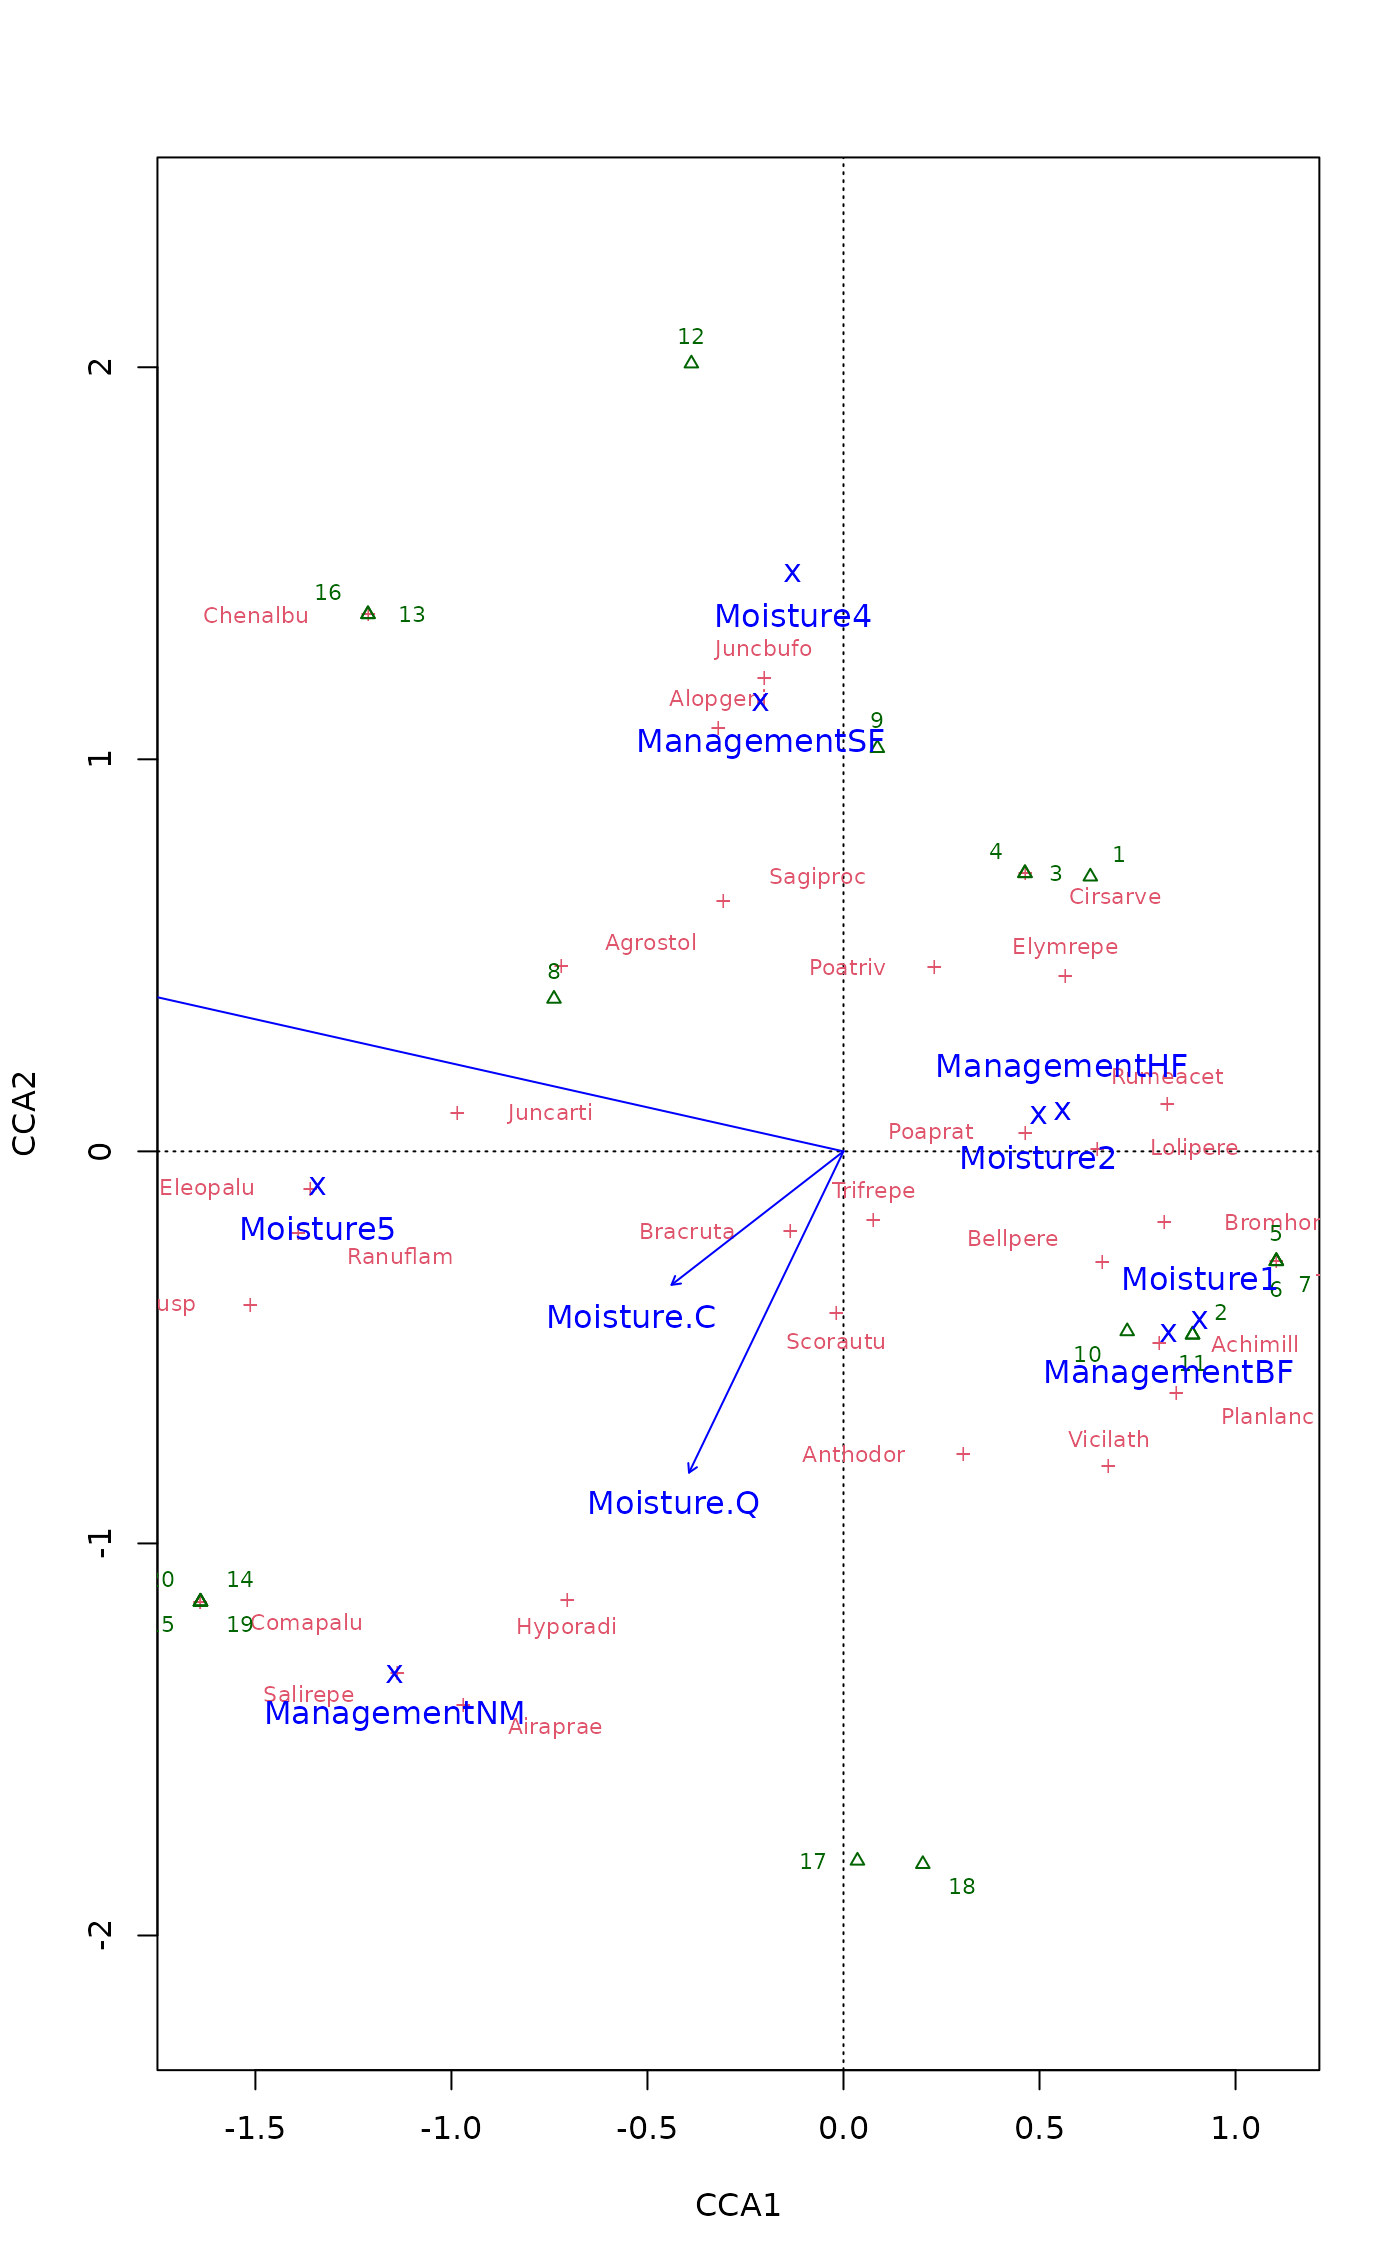 12
16
Chenalbu
13
Moisture4
Juncbufo
Alopgeni
9
ManagementSF
4
3
1
Cirsarve
Sagiproc
Agrostol
Elymrepe
8
Poatriv
ManagementHF
Rumeacet
Juncarti
Poaprat
Lolipere
Moisture2
Eleopalu
Trifrepe
Moisture5
Bracruta
Bromhor
Ranuflam
Bellpere
5
Moisture1
6
7
usp
Moisture.C
2
Scorautu
Achimill
10
11
ManagementBF
Planlanc
Vicilath
Anthodor
Moisture.Q
0
14
5
19
Comapalu
Hyporadi
Salirepe
ManagementNM
Airaprae
17
18
2
1
0
-1
-2
CCA2
-1.5
-1.0
-0.5
0.0
0.5
1.0
CCA1